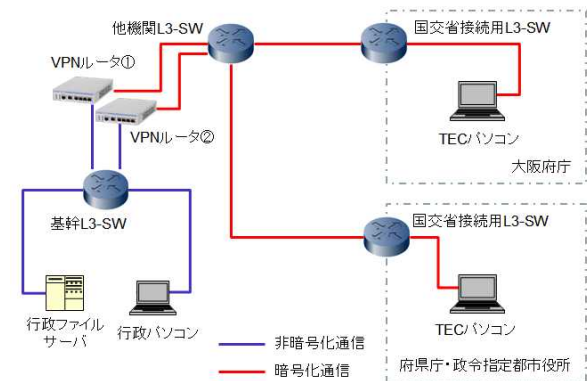 他機関L3-SW
国交省接続用L3-SW
VPNルータ①
VPNルータ②
TECパソコン
大阪府庁
基幹L3-SW
国交省接続用L3-SW
行政ファイル
サーバ
行政パソコン
TECパソコン
非暗号化通信
暗号化通信
府県庁・政令指定都市役所